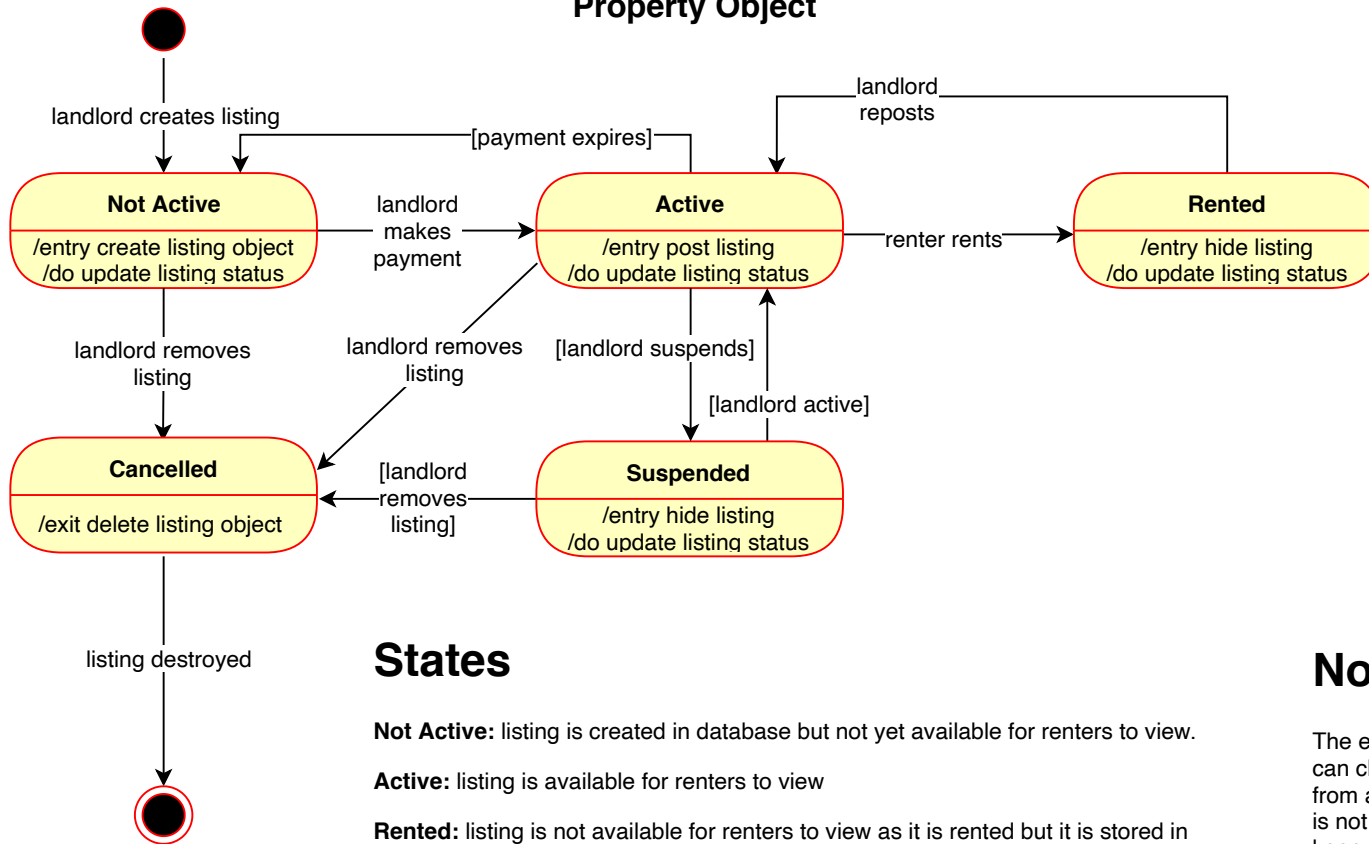 Property Object
landlord creates listing
[payment expires]
landlord
reposts
Not Active
/entry create listing object
/do update listing status
landlord
makes
payment
Active
/entry post listing
/do update listing status
renter rents
Rented
/entry hide listing
/do update listing status
landlord removes
listing
landlord removes
listing
[landlord suspends]
[landlord active]
Cancelled
/exit delete listing object
[landlord
removes
listing]
Suspended
/entry hide listing
/do update listing status
listing destroyed
States
Not Active: listing is created in database but not yet available for renters to view.
Active: listing is available for renters to view
Rented: listing is not available for renters to view as it is rented but it is stored in
No
The
can
from
is not